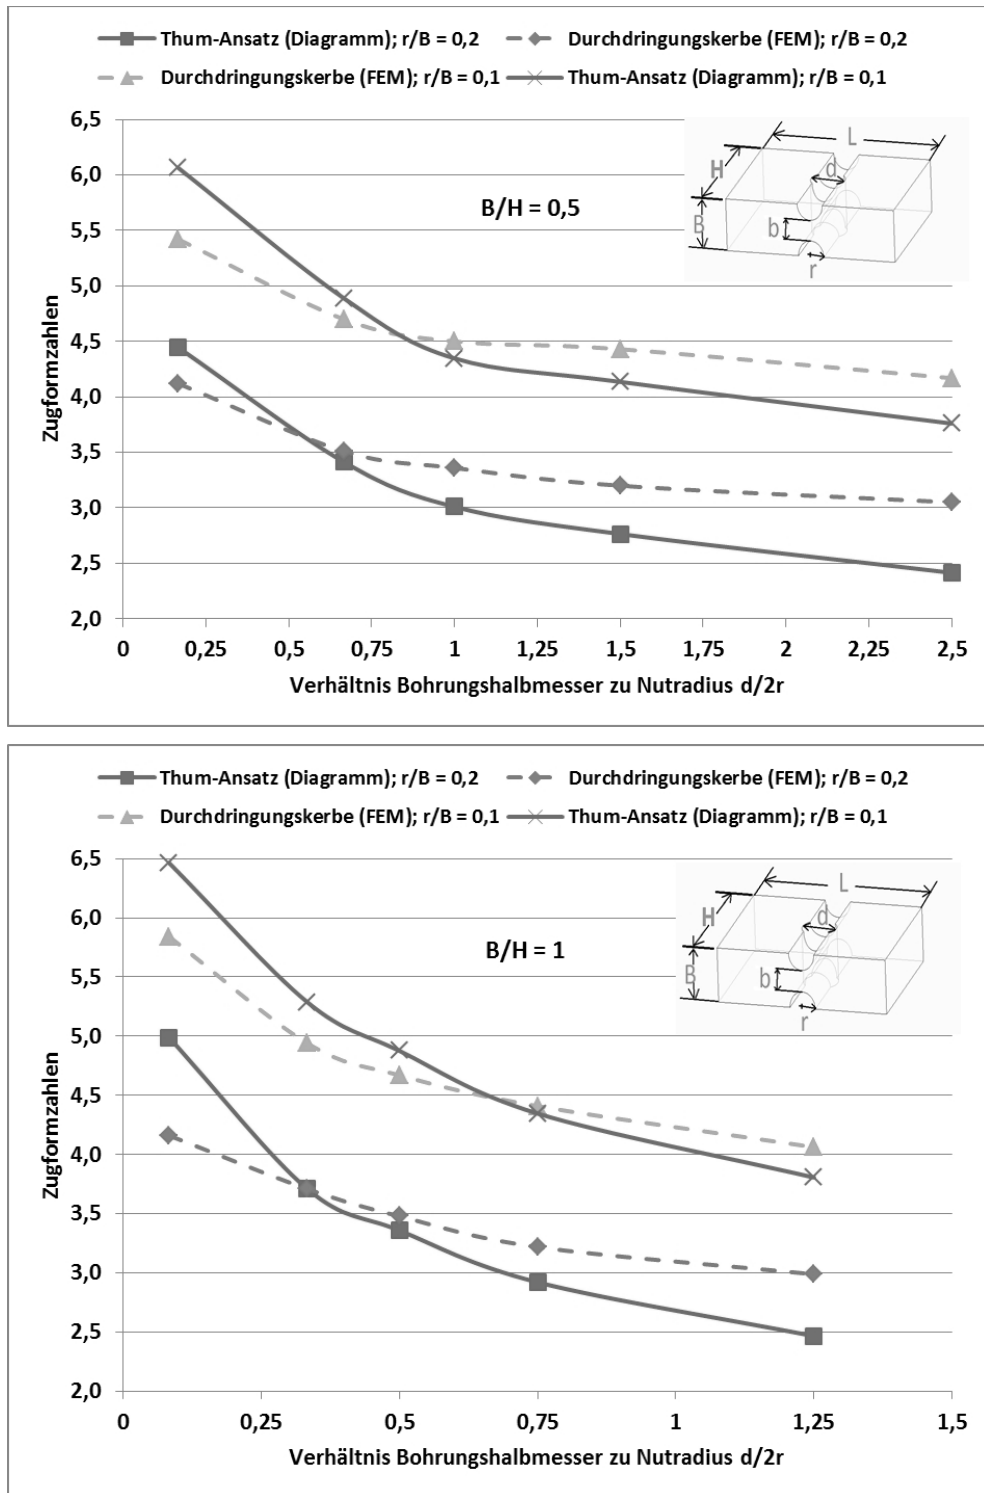 Thum-Ansatz (Diagramm); r/B = 0,2
Durchdringungskerbe (FEM); r/B = 0,2
Durchdringungskerbe (FEM); r/B = 0,1
Thum-Ansatz (Diagramm); r/B = 0,1
Zugformzahlen
6,5
6,0
5,5
5,0
4,5
4,0
3,5
3,0
2,5
2,0
B/H = 0,5
L
H
d
B
b
r
0
0,25
0,5
0,75
1
1,25
1,5
1,75
2
2,25
2,5
Verhältnis Bohrungshalbmesser zu Nutradius d/2r
Thum-Ansatz (Diagramm); r/B = 0,2
Durchdringungskerbe (FEM); r/B = 0,2
Durchdringungskerbe (FEM); r/B = 0,1
Thum-Ansatz (Diagramm); r/B = 0,1
Zugformzahlen
6,5
6,0
5,5
5,0
4,5
4,0
3,5
3,0
2,5
2,0
B/H = 1
L
H
d
B
b
r
0
0,25
0,5
0,75
1
1,25
1,5
Verhältnis Bohrungshalbmesser zu Nutradius d/2r